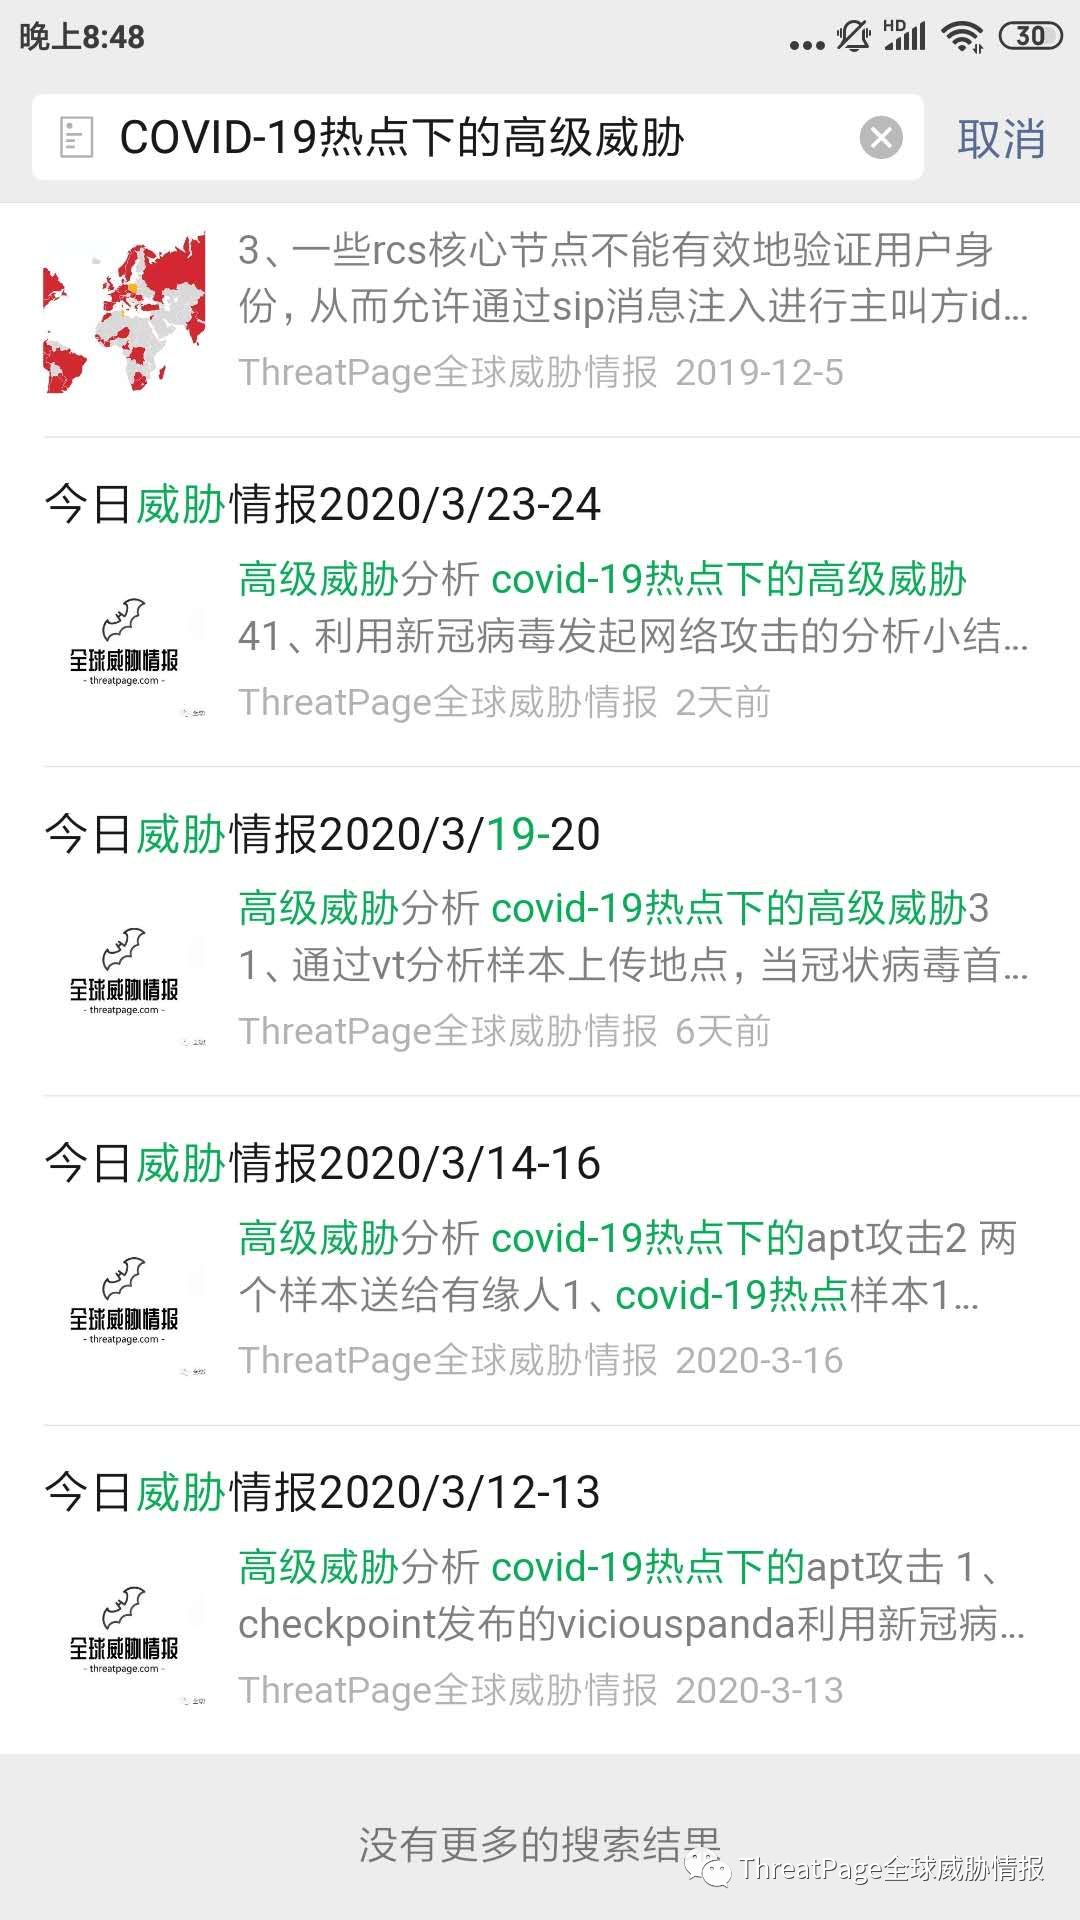 晚上8:48
HD
30
COVID-19热点下的高级威胁
取消
3、一些rcs核心节点不能有效地验证用户身
份，从而允许通过sip消息注入进行主叫方id...
ThreatPage全球威胁情报 2019-12-5
今日威胁情报2020/3/23-24
高级威胁分析 covid-19热点下的高级威胁
41、利用新冠病毒发起网络攻击的分析小结...
全球威胁情报
- threatpage.com -
ThreatPage全球威胁情报 2天前
今日威胁情报2020/3/19-20
高级威胁分析 covid-19热点下的高级威胁3
1、通过vt分析样本上传地点，当冠状病毒首...
全球威胁情报
- threatpage.com -
ThreatPage全球威胁情报 6天前
今日威胁情报2020/3/14-16
高级威胁分析 covid-19热点下的apt攻击2 两
个样本送给有缘人1、covid-19热点样本1...
全球威胁情报
- threatpage.com -
ThreatPage全球威胁情报 2020-3-16
今日威胁情报2020/3/12-13
高级威胁分析 covid-19热点下的apt攻击 1、
checkpoint发布的viciouspanda利用新冠病...
全球威胁情报
- threatpage.com -
ThreatPage全球威胁情报 2020-3-13
没有更多的搜索结果
ThreatPage全球威胁情报